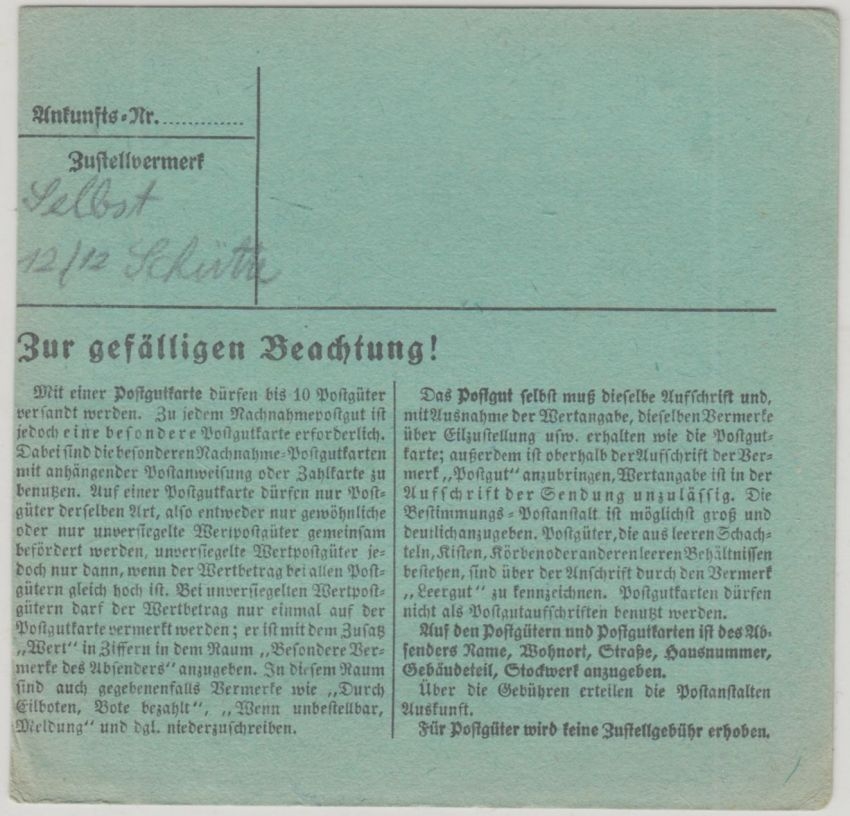 Ankunfts-Nr.............
Zustellvermerk
Selbst
12/12 Schütte
Zur gefälligen Beachtung!
Mit einer Postgutkarte dürfen bis 10 Postgüter
versandt werden. Zu jedem Nachnahmepostgut ist
jedoch eine besondere Postgutkarte erforderlich.
Dabei sind die besonderen Nachnahme-Postgutkarten
mit anhängender Postanweisung oder Zahlkarte zu
benutzen. Auf einer Postgutkarte dürfen nur Post-
güter derselben Art, also entweder nur gewöhnliche
oder nur unversiegelte Wertpostgüter gemeinsam
befördert werden, unversiegelte Wertpostgüter je-
doch nur dann, wenn der Wertbetrag bei allen Post-
gütern gleich hoch ist. Bei unversiegelten Wertpost-
gütern darf der Wertbetrag nur einmal auf der
Postgutkarte vermerkt werden; er ist mit dem Zusatz
„Wert" in Ziffern in dem Raum „Besondere Ver-
merke des Absenders" anzugeben. In diesem Raum
sind auch gegebenenfalls Vermerke wie „Durch
Eilboten, Bote bezahlt", „Wenn unbestellbar,
Meldung" und dgl. niederzuschreiben.
Das Postgut selbst muß dieselbe Aufschrift und,
mit Ausnahme der Wertangabe, dieselben Vermerke
über Eilzustellung usw. erhalten wie die Postgut-
karte; außerdem ist oberhalb der Aufschrift der Ver-
merk „Postgut" anzubringen, Wertangabe ist in der
Aufschrift der Sendung unzulässig. Die
Bestimmungs-Postanstalt ist möglichst groß und
deutlich anzugeben. Postgüter, die aus leeren Schach-
teln, Kisten, Körben oder anderen leeren Behältnissen
bestehen, sind über der Anschrift durch den Vermerk
„Leergut" zu kennzeichnen. Postgutkarten dürfen
nicht als Postgutaufschriften benutzt werden.
Auf den Postgütern und Postgutkarten ist des Ab-
senders Name, Wohnort, Straße, Hausnummer,
Gebäudeteil, Stockwerk anzugeben.
Über die Gebühren erteilen die Postanstalten
Auskunft.
Für Postgüter wird keine Zustellgebühr erhoben.